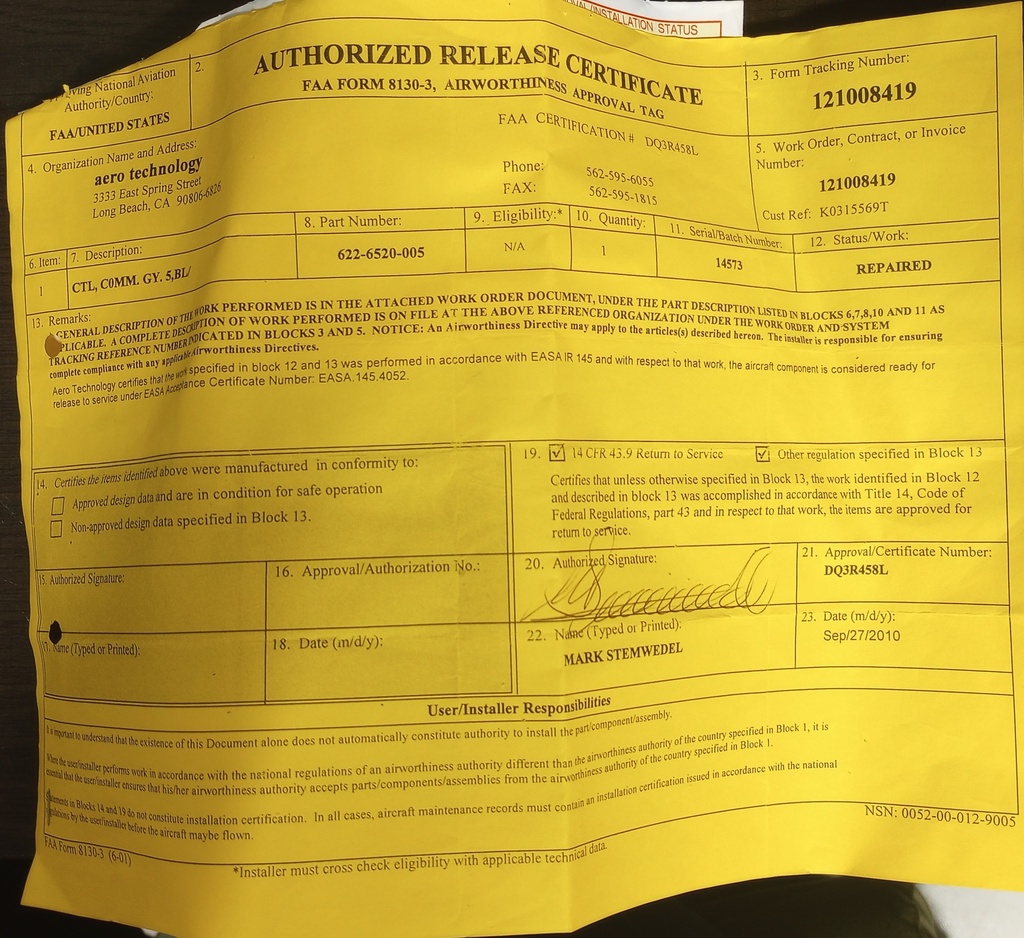 INSTALLATION STATUS
ving National Aviation
Authority/Country:
FAA/UNITED STATES
2.
AUTHORIZED RELEASE CERTIFICATE
FAA FORM 8130-3, AIRWORTHINESS APPROVAL TAG
FAA CERTIFICATION # DQ3R458L
3. Form Tracking Number:
121008419
4. Organization Name and Address:
aero technology
3333 East Spring Street
Long Beach, CA 90806-6826
Phone: 562-595-6055
FAX: 562-595-1815
5. Work Order, Contract, or Invoice
Number:
121008419
Cust Ref: K0315569T
6. Item:
1
7. Description:
CTL, C0MM. GY. 5,BL/
8. Part Number:
622-6520-005
9. Eligibility:*
N/A
10. Quantity:
1
11. Serial/Batch Number:
14573
12. Status/Work:
REPAIRED
13. Remarks:
GENERAL DESCRIPTION OF THE WORK PERFORMED IS IN THE ATTACHED WORK ORDER DOCUMENT, UNDER THE PART DESCRIPTION LISTED IN BLOCKS 6,7,8,10 AND 11 AS
PLICABLE. A COMPLETE DESCRIPTION OF WORK PERFORMED IS ON FILE AT THE ABOVE REFERENCED ORGANIZATION UNDER THE WORK ORDER AND SYSTEM
TRACKING REFERENCE NUMBER INDICATED IN BLOCKS 3 AND 5. NOTICE: An Airworthiness Directive may apply to the articles(s) described hereon. The installer is responsible for ensuring
complete compliance with any applicable Airworthiness Directives.
Aero Technology certifies that the work specified in block 12 and 13 was performed in accordance with EASA IR 145 and with respect to that work, the aircraft component is considered ready for
release to service under EASA Acceptance Certificate Number: EASA.145.4052.
14. Certifies the items identified above were manufactured in conformity to:
Approved design data and are in condition for safe operation
Non-approved design data specified in Block 13.
19. 14 CFR 43.9 Return to Service Other regulation specified in Block 13
Certifies that unless otherwise specified in Block 13, the work identified in Block 12
and described in block 13 was accomplished in accordance with Title 14, Code of
Federal Regulations, part 43 and in respect to that work, the items are approved for
return to service.
15. Authorized Signature:
16. Approval/Authorization No.:
20. Authorized Signature:
21. Approval/Certificate Number:
DQ3R458L
17. Name (Typed or Printed):
18. Date (m/d/y):
22. Name (Typed or Printed):
MARK STEMWEDEL
23. Date (m/d/y):
Sep/27/2010
User/Installer Responsibilities
It is important to understand that the existence of this Document alone does not automatically constitute authority to install the part/component/assembly.
Where the user/installer performs work in accordance with the national regulations of an airworthiness authority different than the airworthiness authority of the country specified in Block 1, it is
essential that the user/installer ensures that his/her airworthiness authority accepts parts/components/assemblies from the airworthiness authority of the country specified in Block 1.
Statements in Blocks 14 and 19 do not constitute installation certification. In all cases, aircraft maintenance records must contain an installation certification issued in accordance with the national
regulations by the user/installer before the aircraft maybe flown.
FAA Form 8130-3 (6-01)
*Installer must cross check eligibility with applicable technical data.
NSN: 0052-00-012-9005